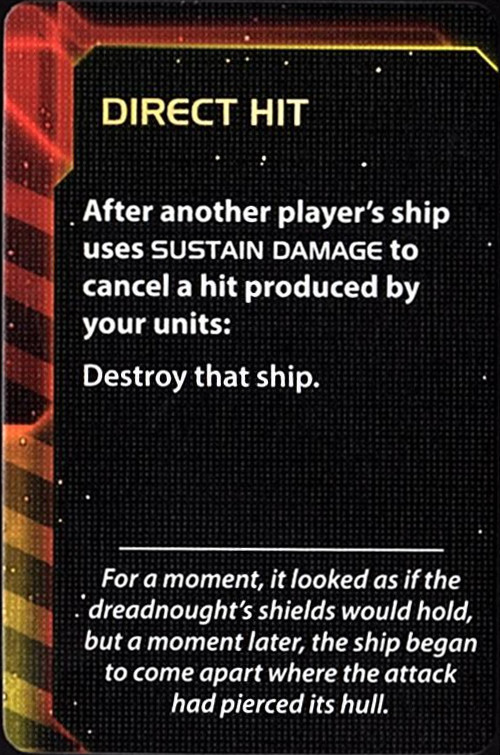 DIRECT HIT
After another player's ship
uses SUSTAIN DAMAGE to
cancel a hit produced by
your units:
Destroy that ship.
For a moment, it looked as if the
dreadnought's shields would hold,
but a moment later, the ship began
to come apart where the attack
had pierced its hull.